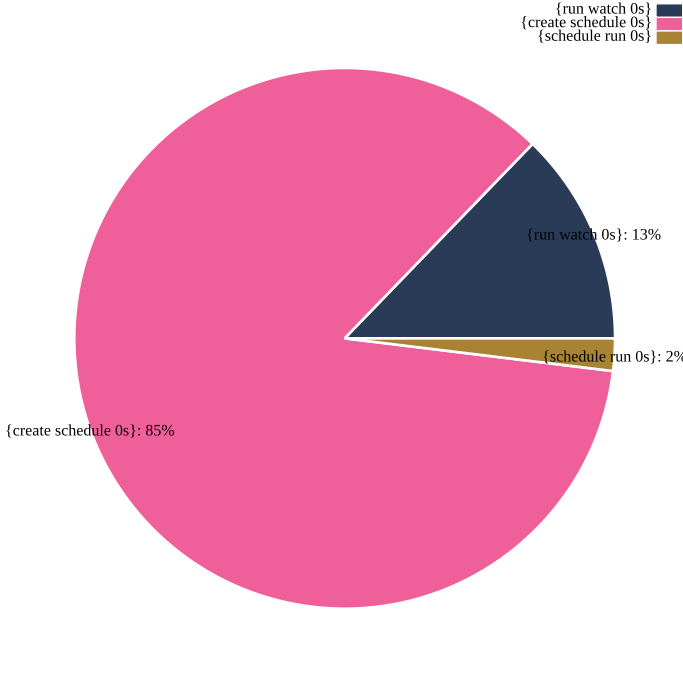 {run watch 0s}
{create schedule 0s}
{schedule run 0s}
{run watch 0s}: 13%
{schedule run 0s}: 2%
{create schedule 0s}: 85%